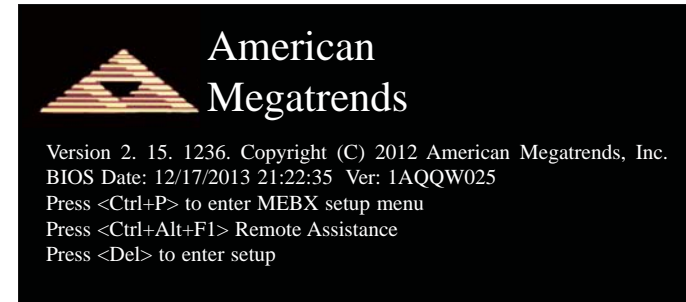 American
Megatrends
Version 2. 15. 1236. Copyright (C) 2012 American Megatrends, Inc.
BIOS Date: 12/17/2013 21:22:35 Ver: 1AQQW025
Press <Ctrl+P> to enter MEBX setup menu
Press <Ctrl+Alt+F1> Remote Assistance
Press <Del> to enter setup